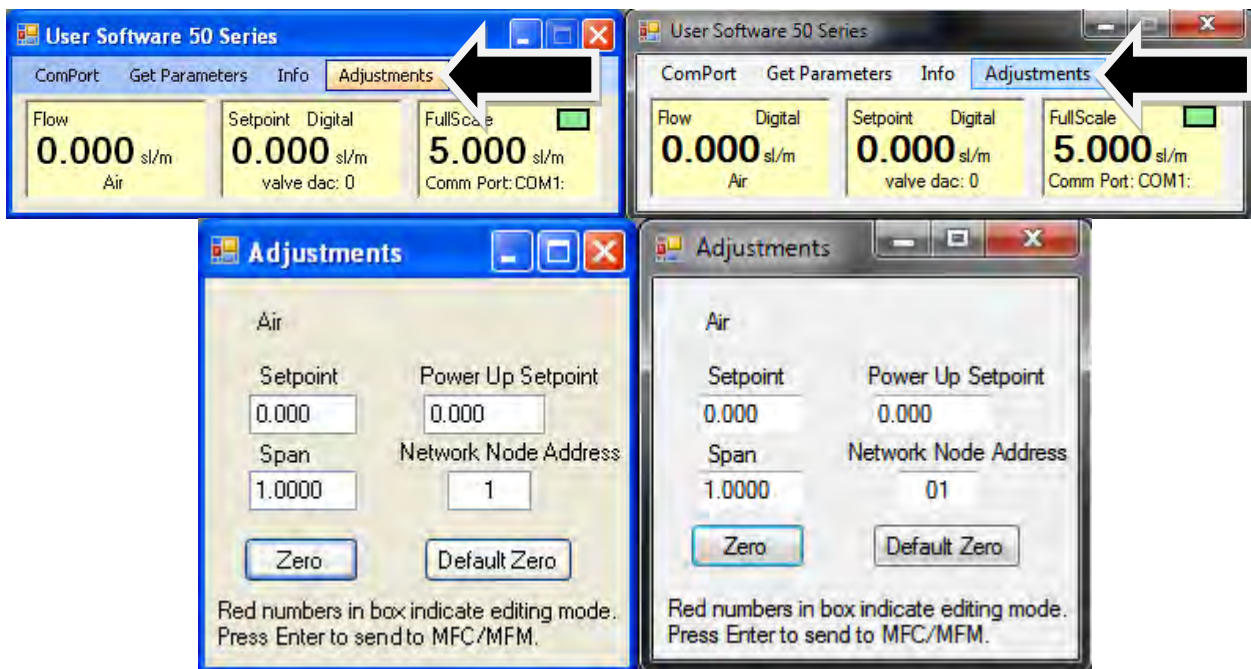 User Software 50 Series
ComPort Get Parameters Info Adjustments
Flow
0.000 sl/m
Air
Setpoint Digital
0.000 sl/m
valve dac: 0
FullScale
5.000 sl/m
Comm Port: COM1:
User Software 50 Series
ComPort Get Parameters Info Adjustments
Flow Digital
0.000 sl/m
Air
Setpoint Digital
0.000 sl/m
valve dac: 0
FullScale
5.000 sl/m
Comm Port: COM1:
Adjustments
Air
Setpoint Power Up Setpoint
0.000 0.000
Span Network Node Address
1.0000 1
Zero Default Zero
Red numbers in box indicate editing mode.
Press Enter to send to MFC/MFM.
Adjustments
Air
Setpoint Power Up Setpoint
0.000 0.000
Span Network Node Address
1.0000 01
Zero Default Zero
Red numbers in box indicate editing mode.
Press Enter to send to MFC/MFM.